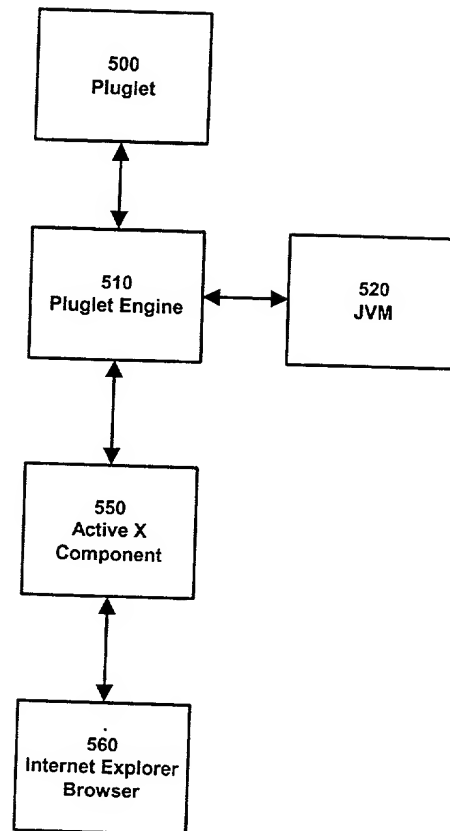 500
Pluglet
510
Pluglet Engine
520
JVM
550
Active X
Component
560
Internet Explorer
Browser